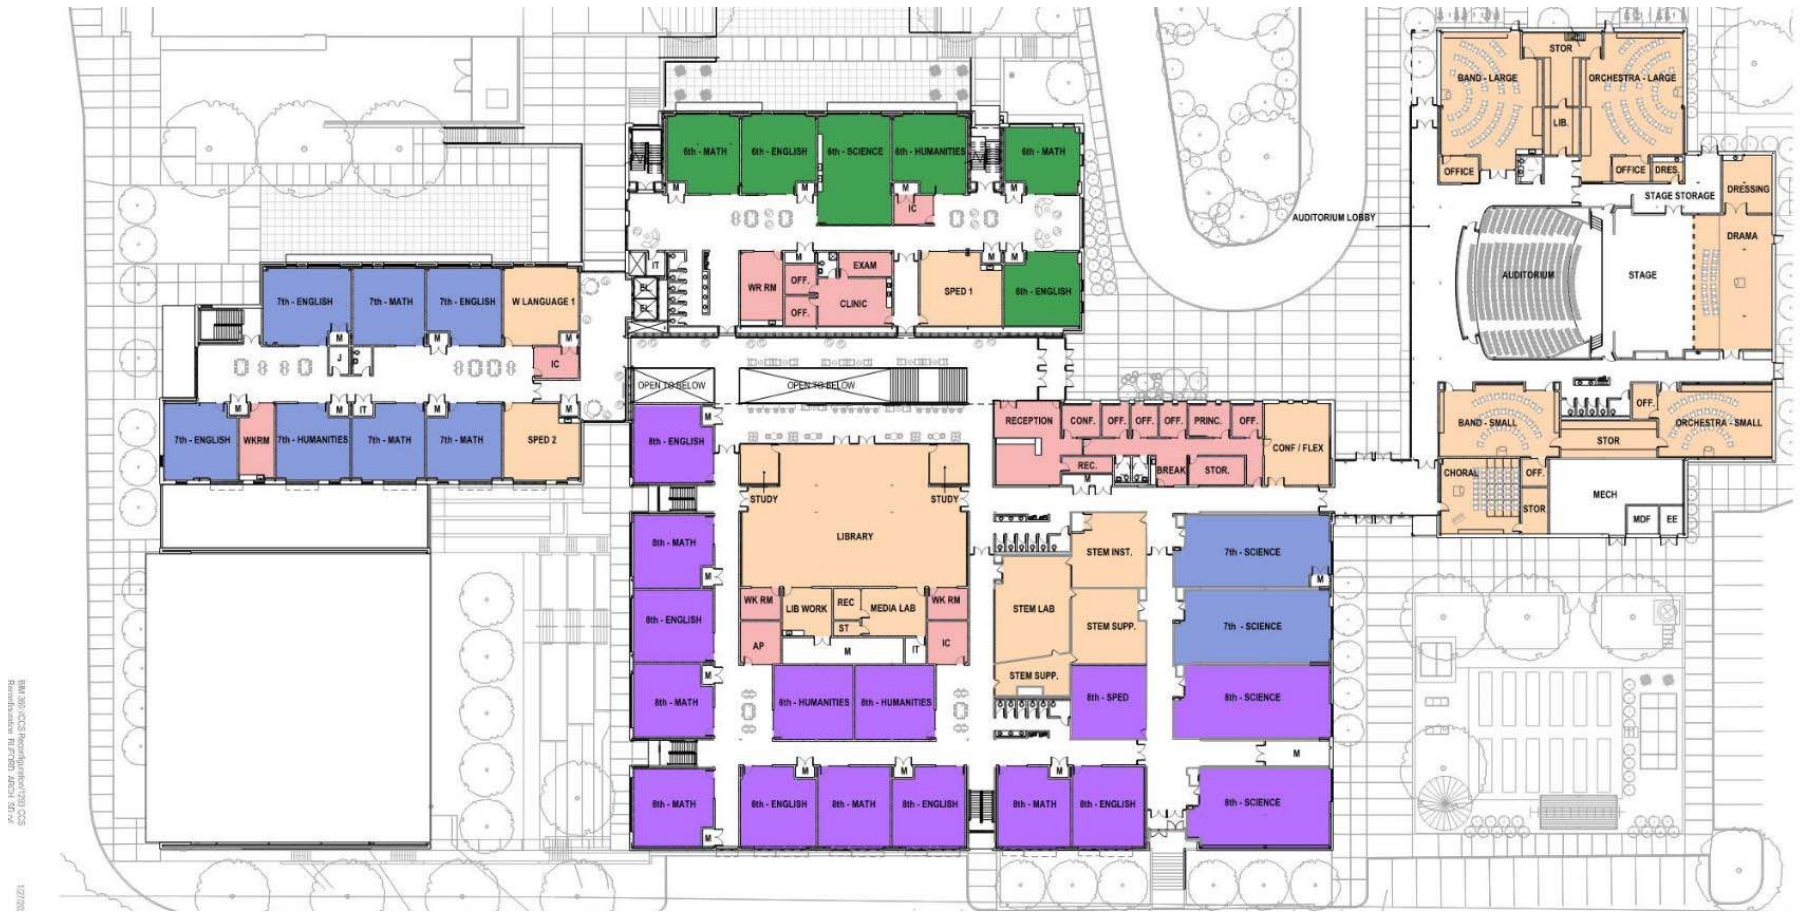 STOR
BAND - LARGE
ORCHESTRA - LARGE
LIB.
OFFICE
OFFICE
DRES.
STAGE STORAGE
DRESSING
AUDITORIUM LOBBY
DRAMA
AUDITORIUM
STAGE
6th - MATH
6th - ENGLISH
6th - SCIENCE
6th - HUMANITIES
6th - MATH
M
M
M
M
IC
M
M
M
IT
EL
EL
WR RM
OFF.
EXAM
OFF.
CLINIC
SPED 1
6th - ENGLISH
7th - ENGLISH
7th - MATH
7th - ENGLISH
W LANGUAGE 1
M
M
M
J
IC
OPEN TO BELOW
OPEN TO BELOW
M
M
IT
M
M
7th - ENGLISH
WKRM
7th - HUMANITIES
7th - MATH
7th - MATH
SPED 2
M
8th - ENGLISH
RECEPTION
CONF.
OFF.
OFF.
OFF.
PRINC.
OFF.
CONF / FLEX
REC.
M
BREAK
STOR.
OFF.
BAND - SMALL
ORCHESTRA - SMALL
STOR
CHORAL
OFF.
STOR
MECH
MDF
EE
STUDY
STUDY
LIBRARY
8th - MATH
M
STEM INST.
7th - SCIENCE
M
WK RM
LIB WORK
REC
MEDIA LAB
WK RM
ST
STEM LAB
STEM SUPP.
7th - SCIENCE
8th - ENGLISH
AP
M
IT
IC
M
STEM SUPP.
8th - MATH
8th - HUMANITIES
8th - HUMANITIES
8th - SPED
8th - SCIENCE
M
M
M
M
8th - MATH
8th - ENGLISH
8th - MATH
8th - ENGLISH
8th - MATH
8th - ENGLISH
8th - SCIENCE
M